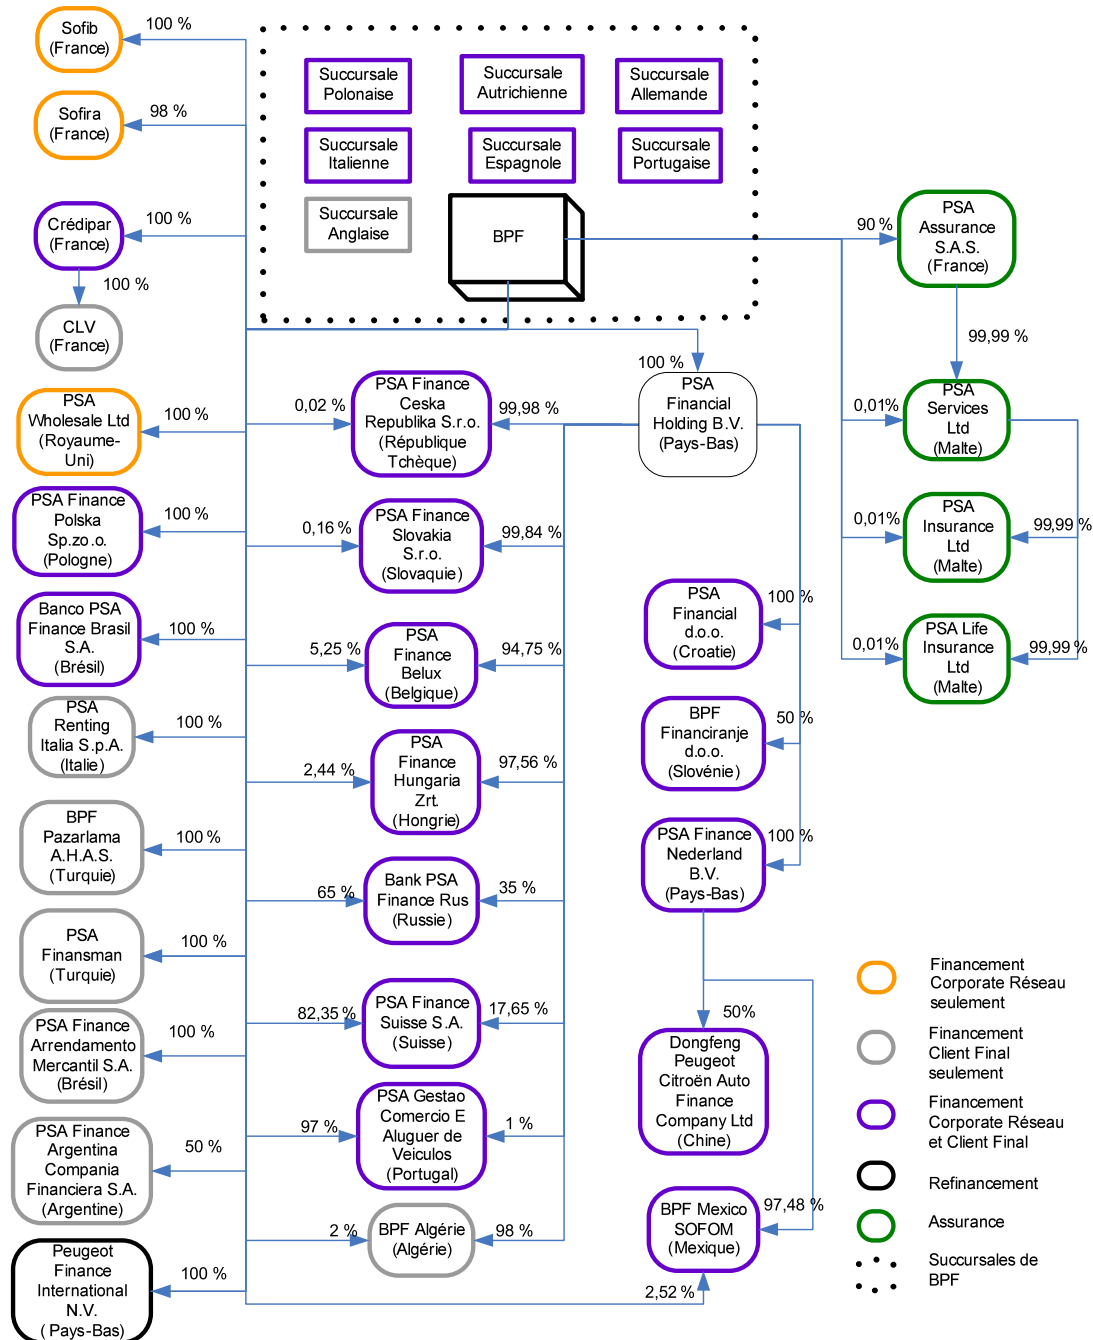 Sofib
(France)
100 %
Sofira
(France)
98 %
Crédipar
(France)
100 %
100 %
CLV
(France)
PSA
Wholesale Ltd
(Royaume-
Uni)
100 %
PSA Finance
Polska
Sp.zo.o.
(Pologne)
100 %
Banco PSA
Finance Brasil
S.A.
(Brésil)
100 %
PSA
Renting
Italia S.p.A.
(Italie)
100 %
BPF
Pazarlama
A.H.A.S.
(Turquie)
100 %
PSA
Finansman
(Turquie)
100 %
PSA Finance
Arrendamento
Mercantil S.A.
(Brésil)
100 %
PSA Finance
Argentina
Compania
Financiera S.A.
(Argentine)
50 %
Peugeot
Finance
International
N.V.
( Pays-Bas)
100 %
Succursale
Polonaise
Succursale
Autrichienne
Succursale
Allemande
Succursale
Italienne
Succursale
Espagnole
Succursale
Portugaise
Succursale
Anglaise
BPF
0,02 %
PSA Finance
Ceska
Republika S.r.o.
(République
Tchèque)
99,98 %
0,16 %
PSA Finance
Slovakia
S.r.o.
(Slovaquie)
99,84 %
5,25 %
PSA
Finance
Belux
(Belgique)
94,75 %
2,44 %
PSA
Finance
Hungaria
Zrt.
(Hongrie)
97,56 %
65 %
Bank PSA
Finance Rus
(Russie)
35 %
82,35 %
PSA Finance
Suisse S.A.
(Suisse)
17,65 %
97 %
PSA Gestao
Comercio E
Aluguer de
Veiculos
(Portugal)
1 %
2 %
BPF Algérie
(Algérie)
98 %
100 %
PSA
Financial
Holding B.V.
(Pays-Bas)
100 %
PSA
Financial
d.o.o.
(Croatie)
50 %
BPF
Financiranje
d.o.o.
(Slovénie)
100 %
PSA Finance
Nederland
B.V.
(Pays-Bas)
50%
Dongfeng
Peugeot
Citroën Auto
Finance
Company Ltd
(Chine)
97,48 %
BPF Mexico
SOFOM
(Mexique)
2,52 %
90 %
PSA
Assurance
S.A.S.
(France)
99,99 %
0,01%
PSA
Services
Ltd
(Malte)
0,01%
PSA
Insurance
Ltd
(Malte)
99,99 %
0,01%
PSA Life
Insurance
Ltd
(Malte)
99,99 %
Financement
Corporate Réseau
seulement
Financement
Client Final
seulement
Financement
Corporate Réseau
et Client Final
Refinancement
Assurance
Succursales de
BPF